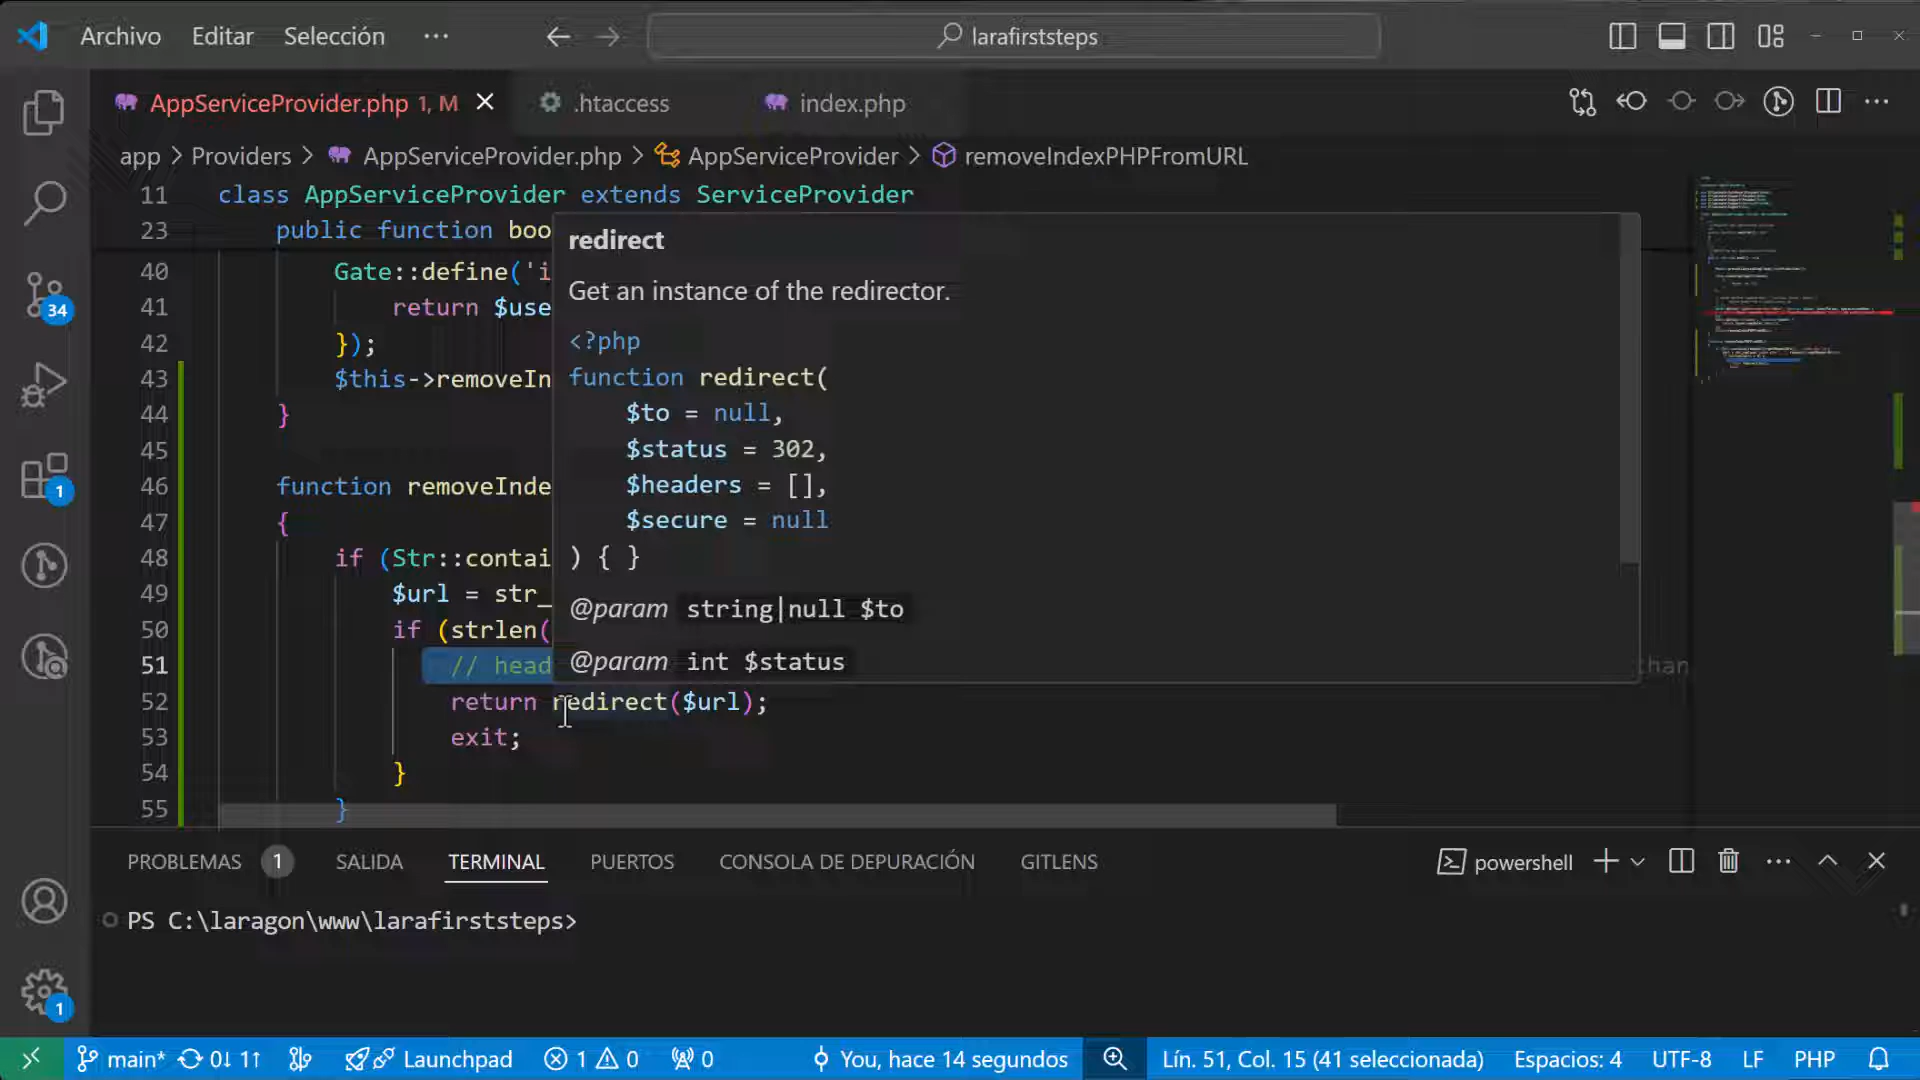 Archivo Editar Selección ··· larafirststeps
AppServiceProvider.php 1, M .htaccess index.php
app > Providers > AppServiceProvider.php > AppServiceProvider > removeIndexPHPFromURL
11 class AppServiceProvider extends ServiceProvider
23 public function boo
40 Gate::define('i
41 return $use
42 });
43 $this->removeIn
44 }
45
46 function removeInde
47 {
48 if (Str::contai
49 $url = str_
50 if (strlen(
51 // head
52 return redirect($url);
53 exit;
54 }
55 }
redirect
Get an instance of the redirector.
<?php
function redirect(
$to = null,
$status = 302,
$headers = [],
$secure = null
) { }
@param string|null $to
@param int $status
than
PROBLEMAS 1 SALIDA TERMINAL PUERTOS CONSOLA DE DEPURACIÓN GITLENS powershell
PS C:\laragon\www\larafirststeps>
34
1
1
main* 0↓ 1↑ Launchpad 1 0 0 You, hace 14 segundos Lín. 51, Col. 15 (41 seleccionada) Espacios: 4 UTF-8 LF PHP